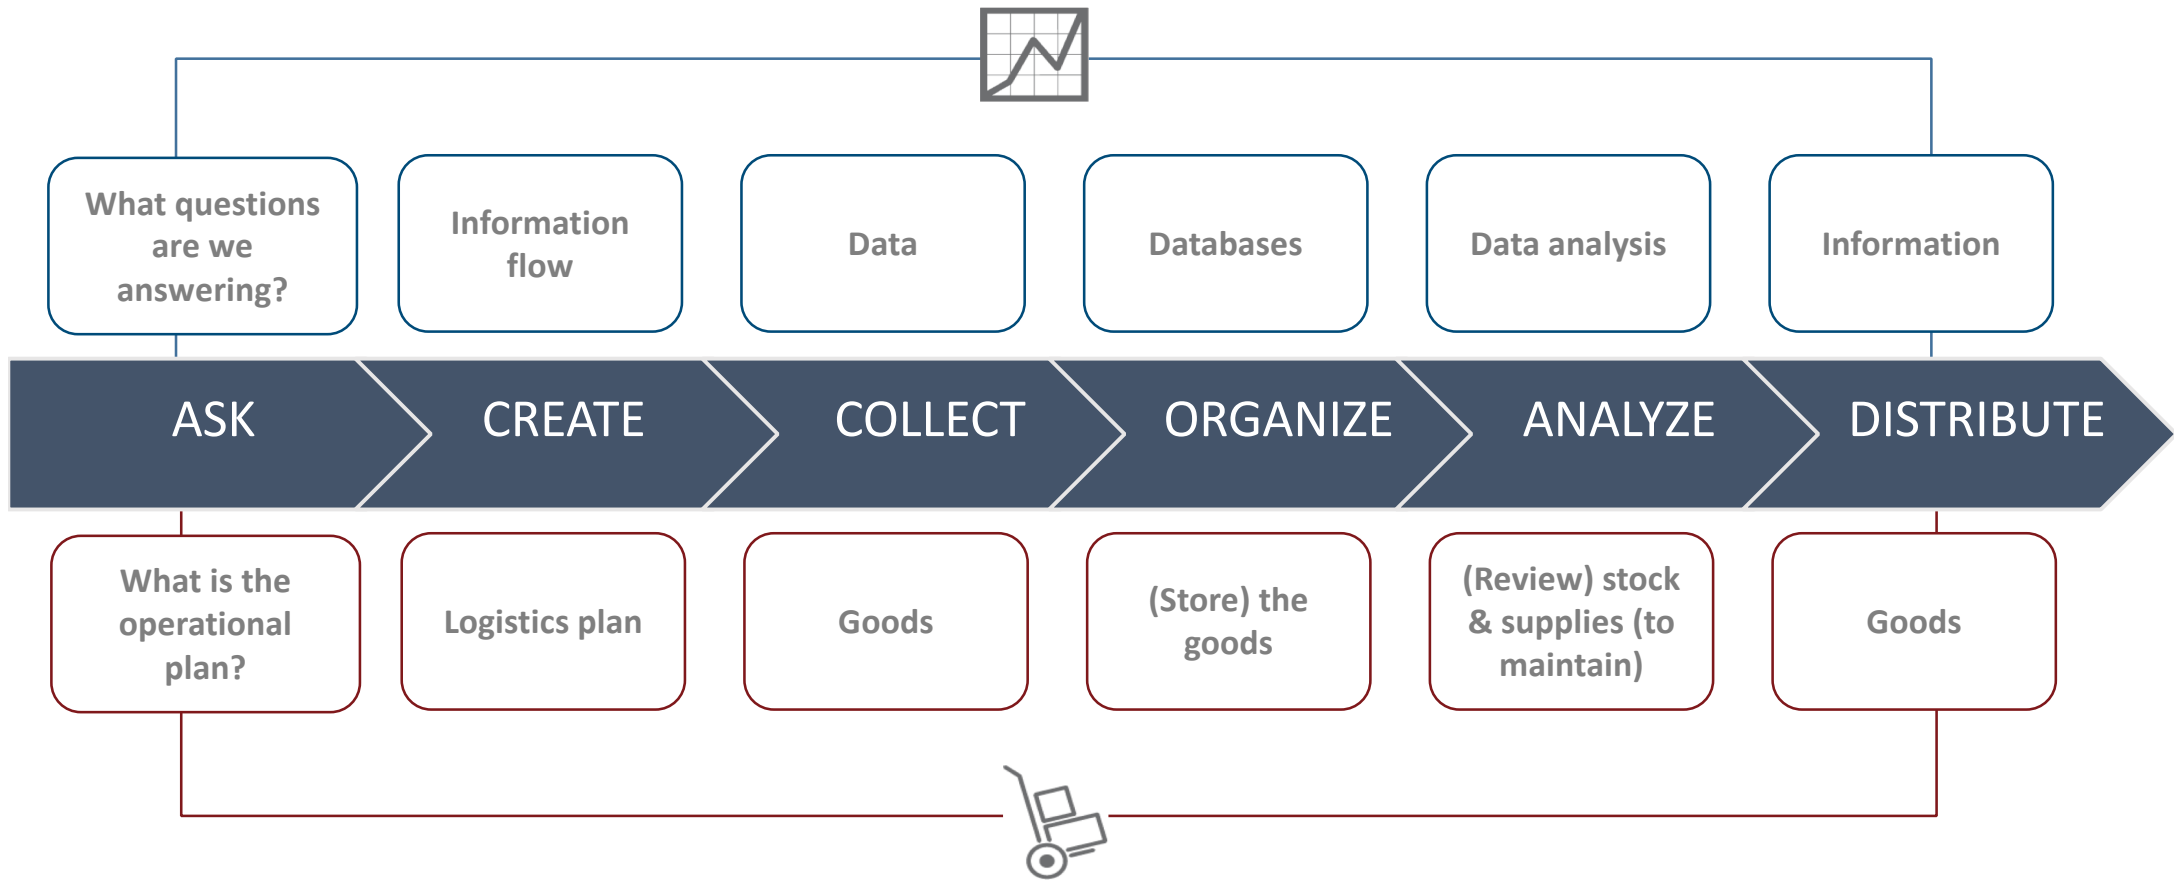 What questions
are we
answering?
Information
flow
Data
Databases
Data analysis
Information
ASK
CREATE
COLLECT
ORGANIZE
ANALYZE
DISTRIBUTE
What is the
operational
plan?
Logistics plan
Goods
(Store) the
goods
(Review) stock
& supplies (to
maintain)
Goods